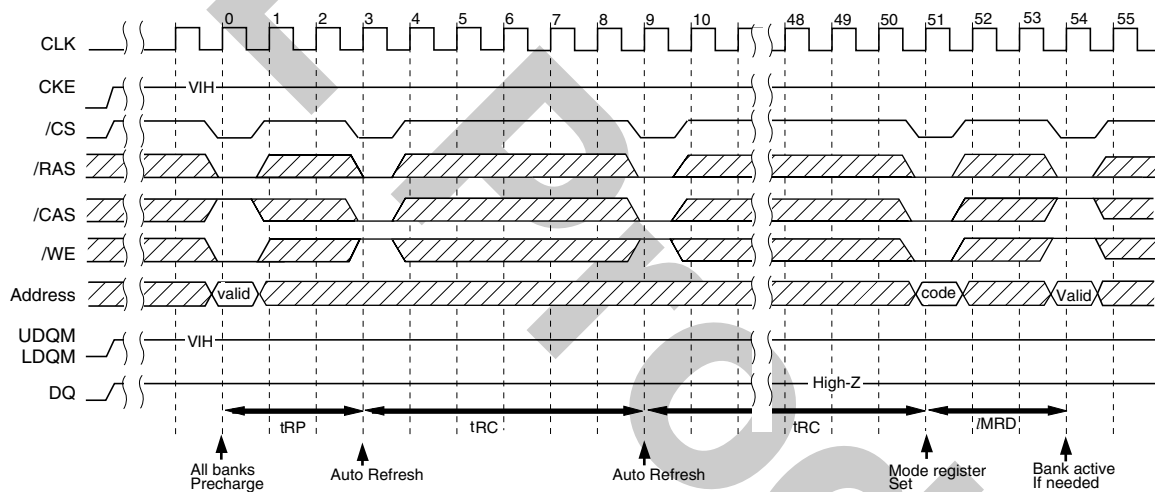 0 1 2 3 4 5 6 7 8 9 10 48 49 50 51 52 53 54 55
CLK
CKE VIH
/CS
/RAS
/CAS
/WE
Address valid code Valid
UDQM
LDQM VIH
DQ High-Z
tRP tRC tRC lMRD
All banks
Precharge
Auto Refresh
Auto Refresh
Mode register
Set
Bank active
If needed